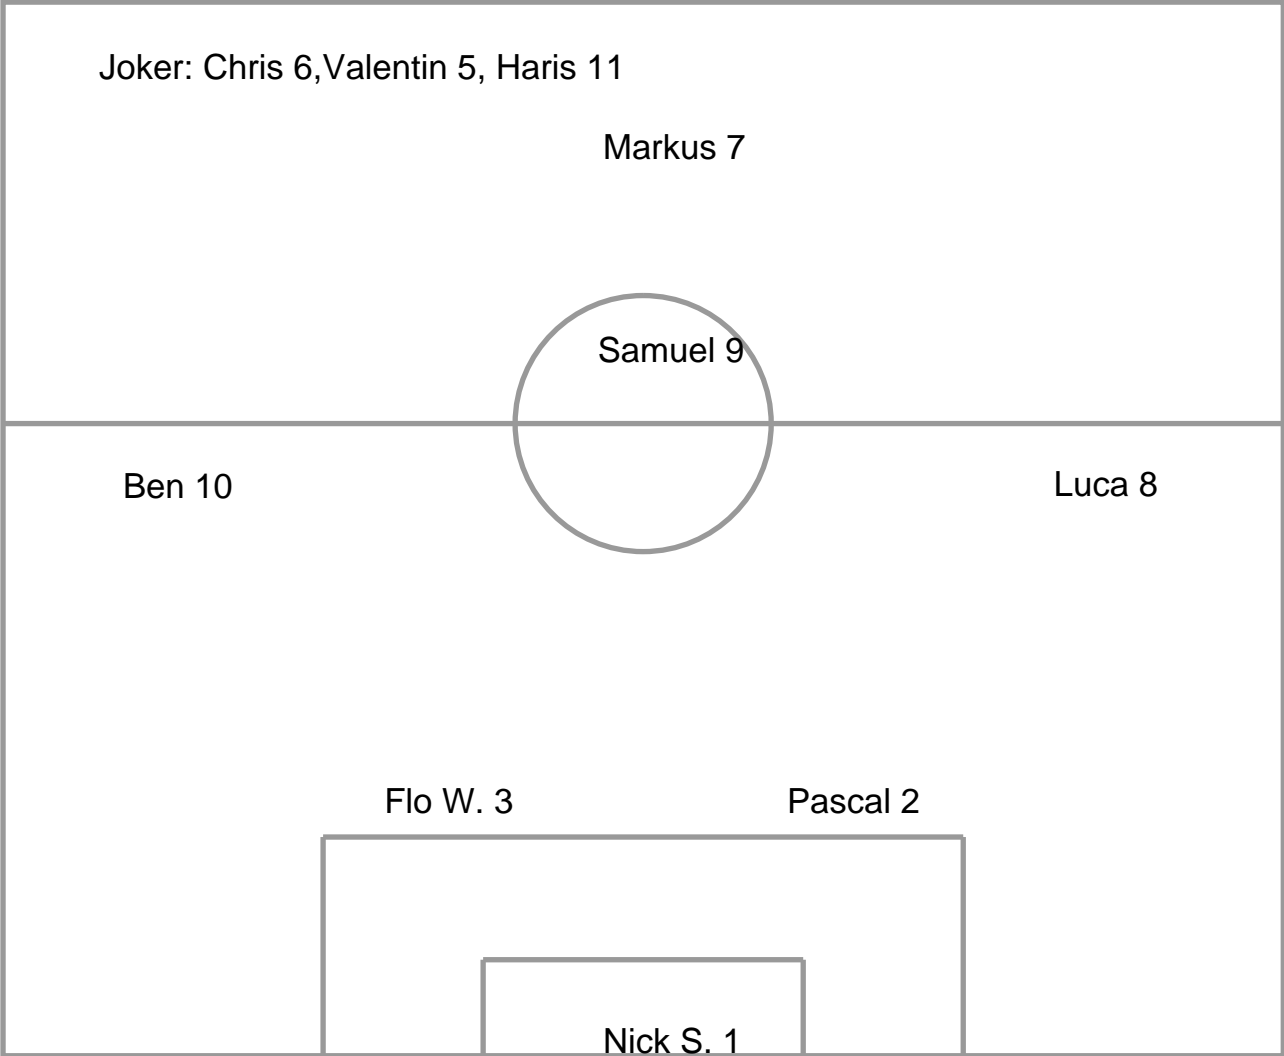 Joker: Chris 6,Valentin 5, Haris 11
Markus 7
Samuel 9
Ben 10
Luca 8
Flo W. 3
Pascal 2
Nick S. 1